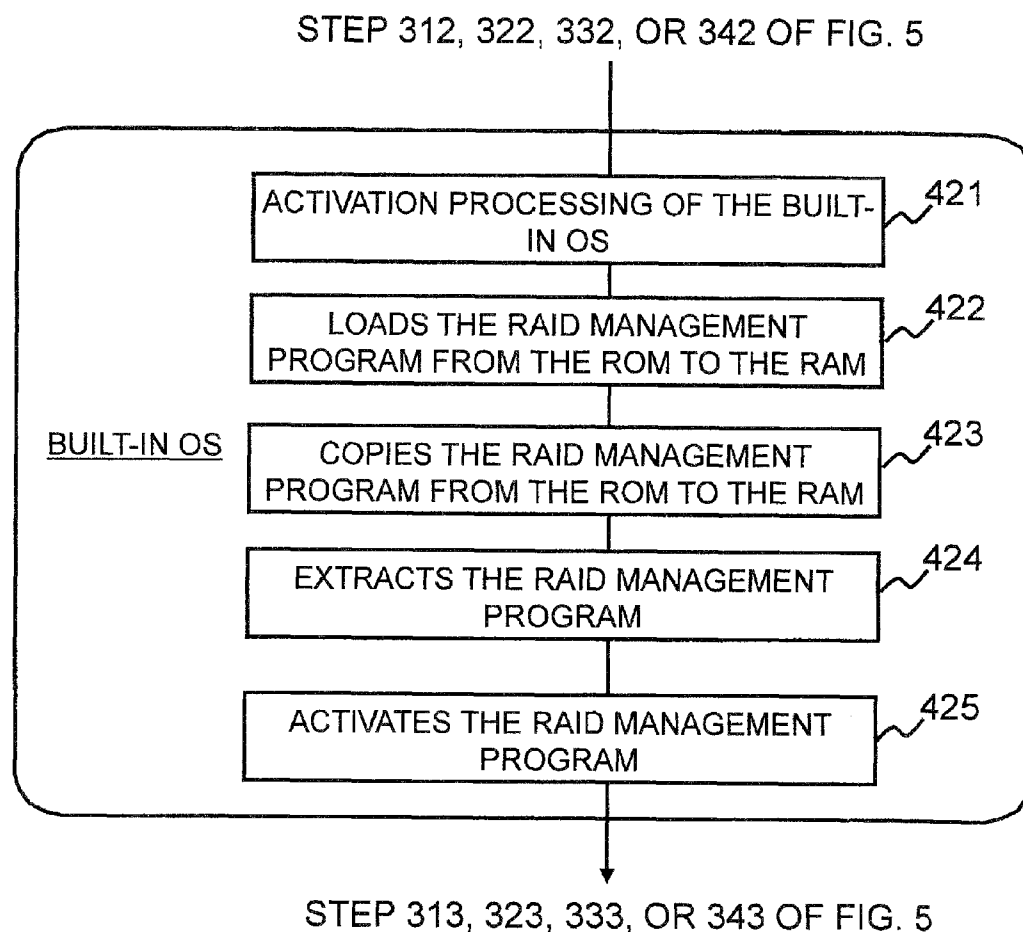 STEP 312, 322, 332, OR 342 OF FIG. 5
ACTIVATION PROCESSING OF THE BUILT-
IN OS
421
LOADS THE RAID MANAGEMENT
PROGRAM FROM THE ROM TO THE RAM
422
BUILT-IN OS
COPIES THE RAID MANAGEMENT
PROGRAM FROM THE ROM TO THE RAM
423
EXTRACTS THE RAID MANAGEMENT
PROGRAM
424
ACTIVATES THE RAID MANAGEMENT
PROGRAM
425
STEP 313, 323, 333, OR 343 OF FIG. 5